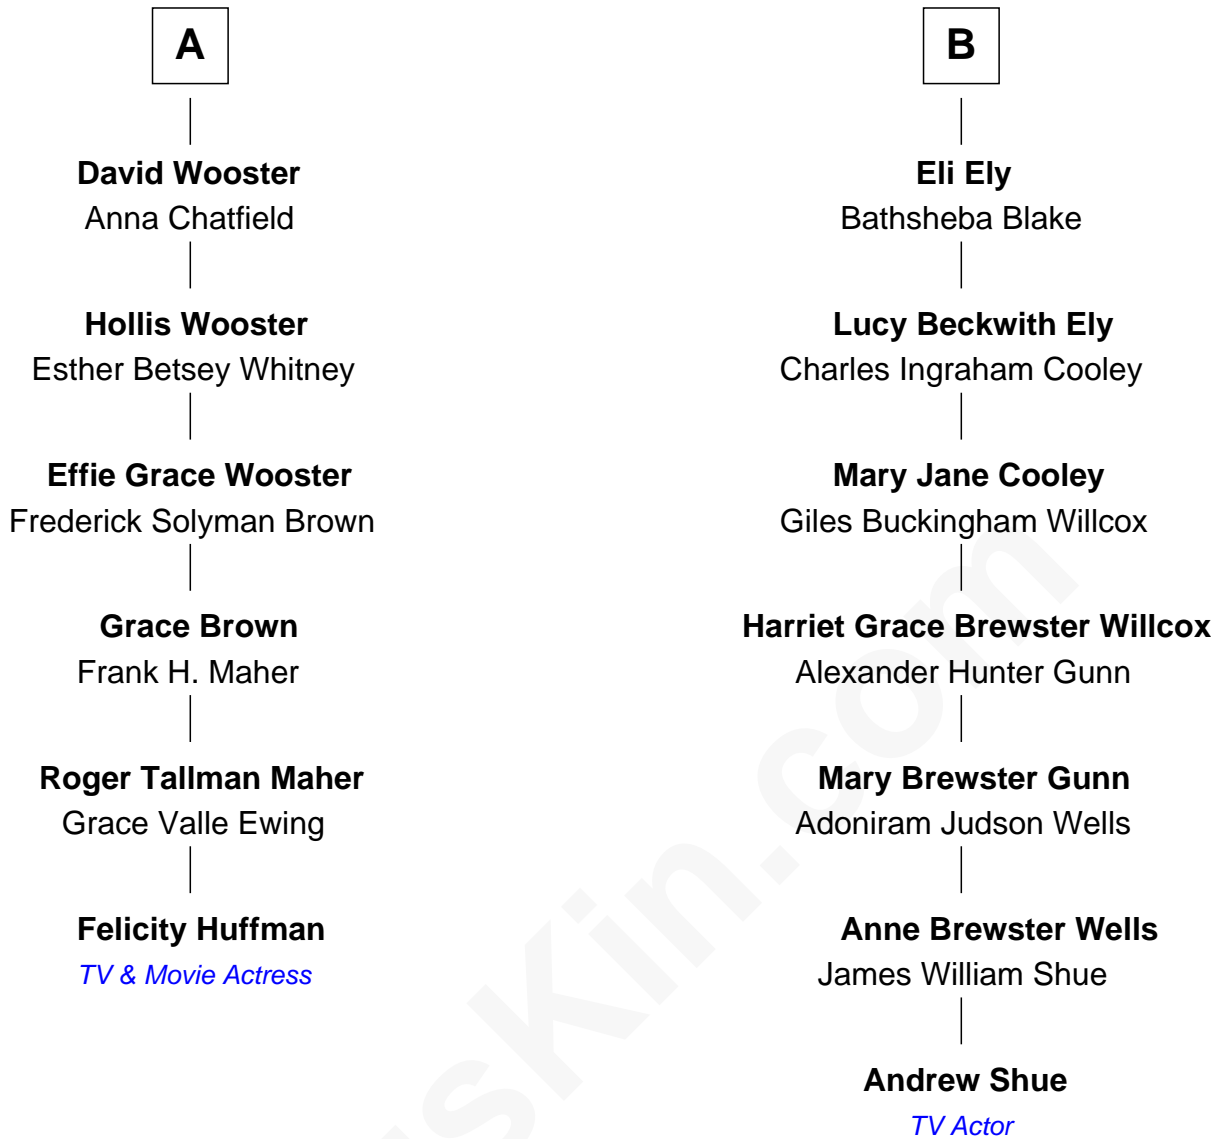 A
David Wooster
Anna Chatfield
Hollis Wooster
Esther Betsey Whitney
Effie Grace Wooster
Frederick Solyman Brown
Grace Brown
Frank H. Maher
Roger Tallman Maher
Grace Valle Ewing
Felicity Huffman
TV & Movie Actress
B
Eli Ely
Bathsheba Blake
Lucy Beckwith Ely
Charles Ingraham Cooley
Mary Jane Cooley
Giles Buckingham Willcox
Harriet Grace Brewster Willcox
Alexander Hunter Gunn
Mary Brewster Gunn
Adoniram Judson Wells
Anne Brewster Wells
James William Shue
Andrew Shue
TV Actor